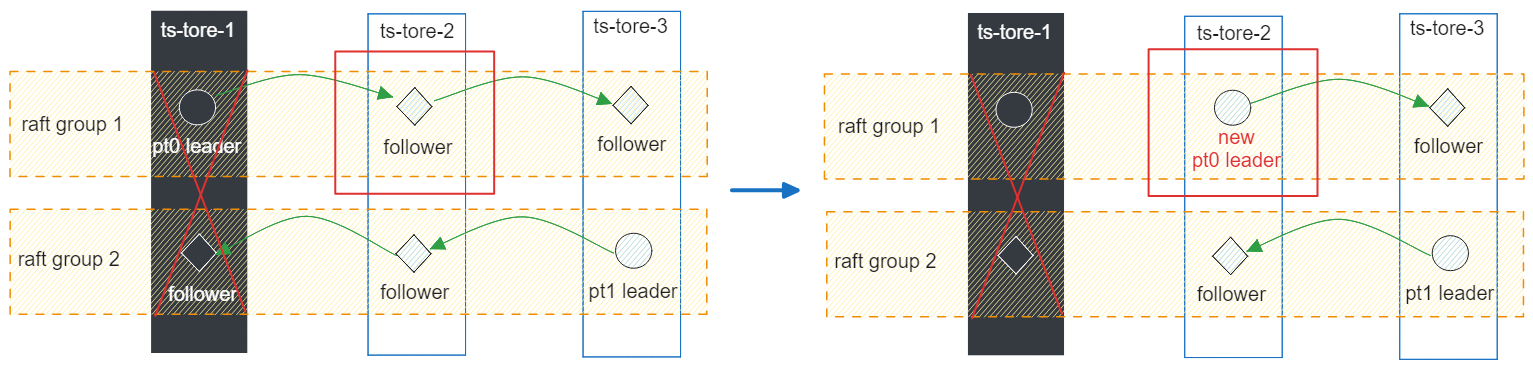 ts-tore-1
ts-tore-2
ts-tore-3
raft group 1
pt0 leader
follower
follower
raft group 2
follower
follower
pt1 leader
ts-tore-1
ts-tore-2
ts-tore-3
raft group 1
new
pt0 leader
follower
raft group 2
follower
pt1 leader